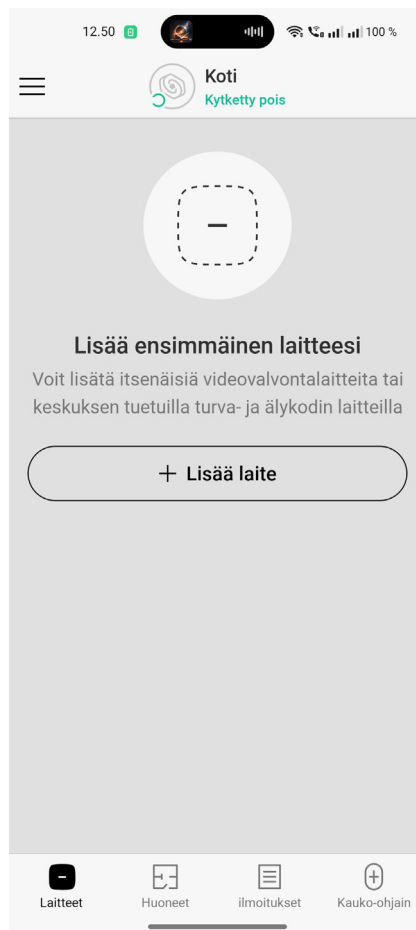 12.50
100 %
Koti
Kytketty pois
Lisää ensimmäinen laitteesi
Voit lisätä itsenäisiä videovalvontalaitteita tai
keskuksen tuetuilla turva- ja älykodin laitteilla
+ Lisää laite
Laitteet
Huoneet
ilmoitukset
Kauko-ohjain